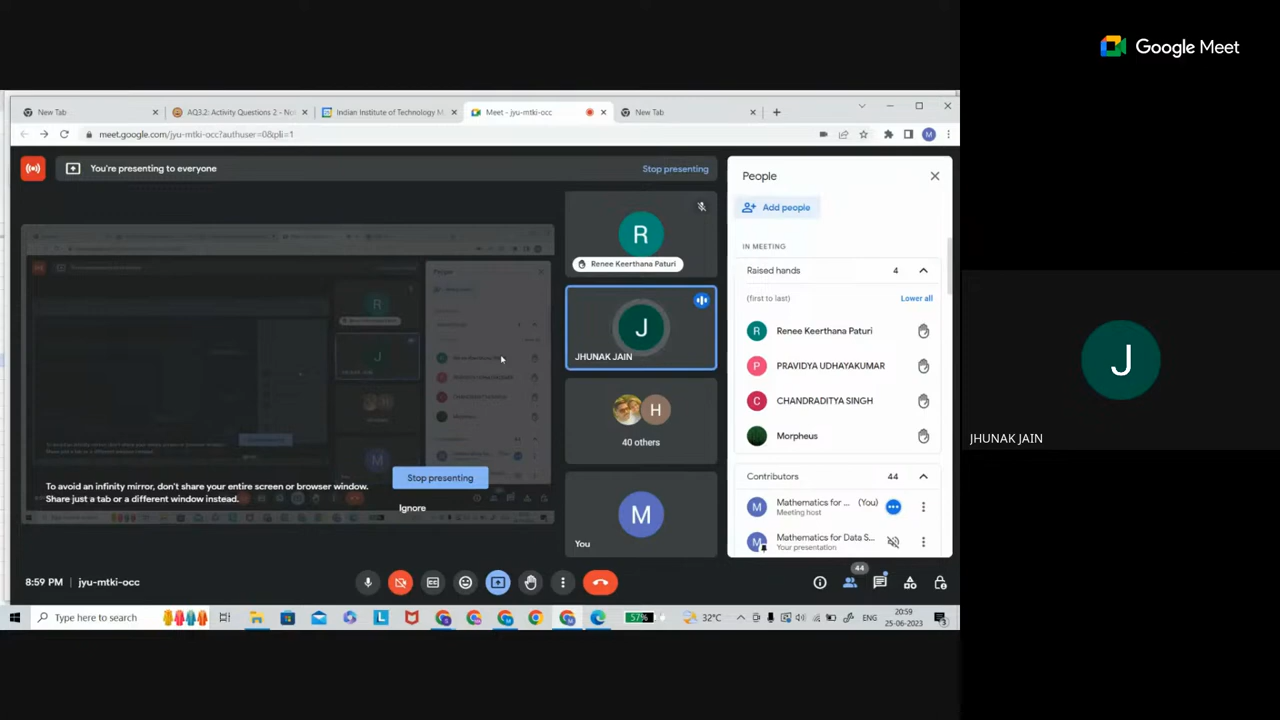 Google Meet
New Tab
AQ3.2: Activity Questions 2 - No
Indian Institute of Technology M
Meet - jyu-mtki-occ
New Tab
meet.google.com/jyu-mtki-occ?authuser=0&pli=1
M
You're presenting to everyone
Stop presenting
People
Add people
IN MEETING
Raised hands 4
(first to last) Lower all
R Renee Keerthana Paturi
P PRAVIDYA UDHAYAKUMAR
C CHANDRADITYA SINGH
Morpheus
Contributors 44
M Mathematics for ... (You)
Meeting host
M Mathematics for Data S...
Your presentation
R
Renee Keerthana Paturi
J
JHUNAK JAIN
H
40 others
M
You
To avoid an infinity mirror, don't share your entire screen or browser window.
Share just a tab or a different window instead.
Stop presenting
Ignore
8:59 PM | jyu-mtki-occ
44
Type here to search
L
57%
32°C
ENG
20:59
25-06-2023
3
J
JHUNAK JAIN